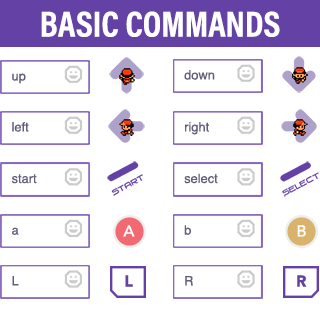 BASIC COMMANDS
up down
left right
start START select SELECT
a A b B
L L R R